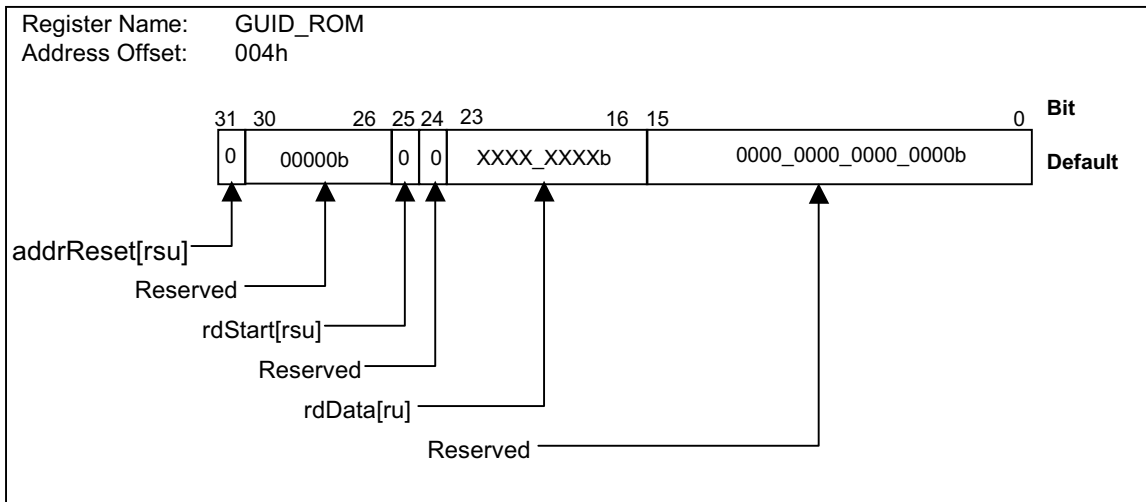 Register Name: GUID_ROM
Address Offset: 004h
31 30 26 25 24 23 16 15 0 Bit
0 00000b 0 0 XXXX_XXXXb 0000_0000_0000_0000b Default
addrReset[rsu]
Reserved
rdStart[rsu]
Reserved
rdData[ru]
Reserved